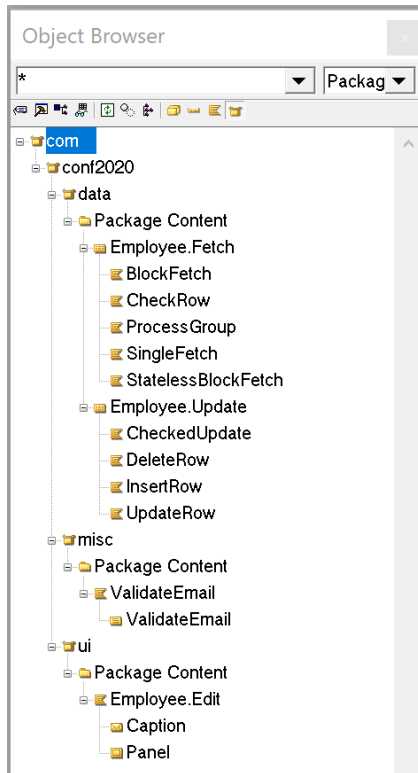 Object Browser
*
Packag
com
conf2020
data
Package Content
Employee.Fetch
BlockFetch
CheckRow
ProcessGroup
SingleFetch
StatelessBlockFetch
Employee.Update
CheckedUpdate
DeleteRow
InsertRow
UpdateRow
misc
Package Content
ValidateEmail
ValidateEmail
ui
Package Content
Employee.Edit
Caption
Panel